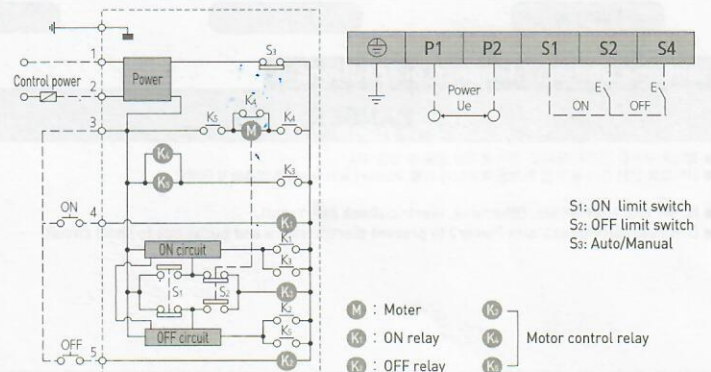 1
S3
P1 P2 S1 S2 S4
Control power
Power
2
K4
E E
Power
Ue
ON OFF
3
K5
M
K4
K4
K5
K3
S1: ON limit switch
S2: OFF limit switch
S3: Auto/Manual
ON
4
K1
ON circuit
K1
K3
S1
S2
K3
M : Moter
K3
K2
K1 : ON relay
K4
Motor control relay
OFF
OFF circuit
K5
5
K2
K2 : OFF relay
K5